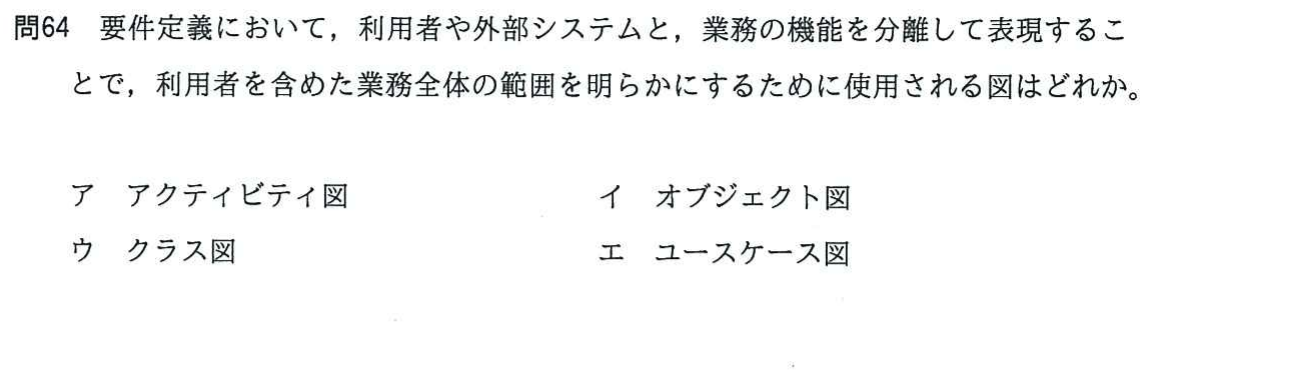 問64 要件定義において，利用者や外部システムと，業務の機能を分離して表現するこ
とで，利用者を含めた業務全体の範囲を明らかにするために使用される図はどれか。
ア アクティビティ図 イ オブジェクト図
ウ クラス図 エ ユースケース図